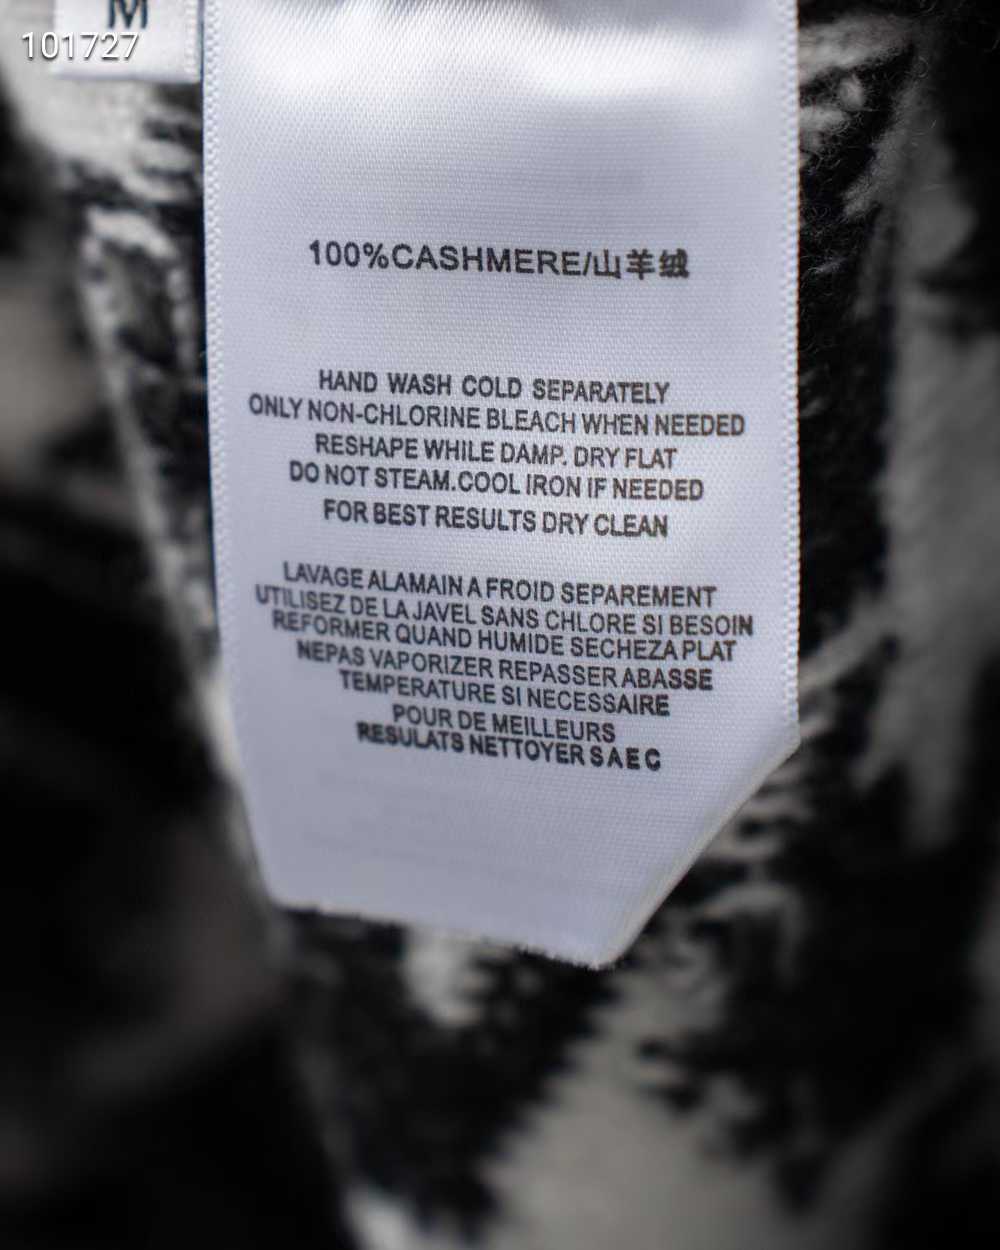 M
101727
100%CASHMERE/山羊绒
HAND WASH COLD SEPARATELY
ONLY NON-CHLORINE BLEACH WHEN NEEDED
RESHAPE WHILE DAMP. DRY FLAT
DO NOT STEAM.COOL IRON IF NEEDED
FOR BEST RESULTS DRY CLEAN
LAVAGE ALAMAIN A FROID SEPAREMENT
UTILISEZ DE LA JAVEL SANS CHLORE SI BESOIN
REFORMER QUAND HUMIDE SECHEZA PLAT
NEPAS VAPORIZER REPASSER ABASSE
TEMPERATURE SI NECESSAIRE
POUR DE MEILLEURS
RESULATS NETTOYER S A E C